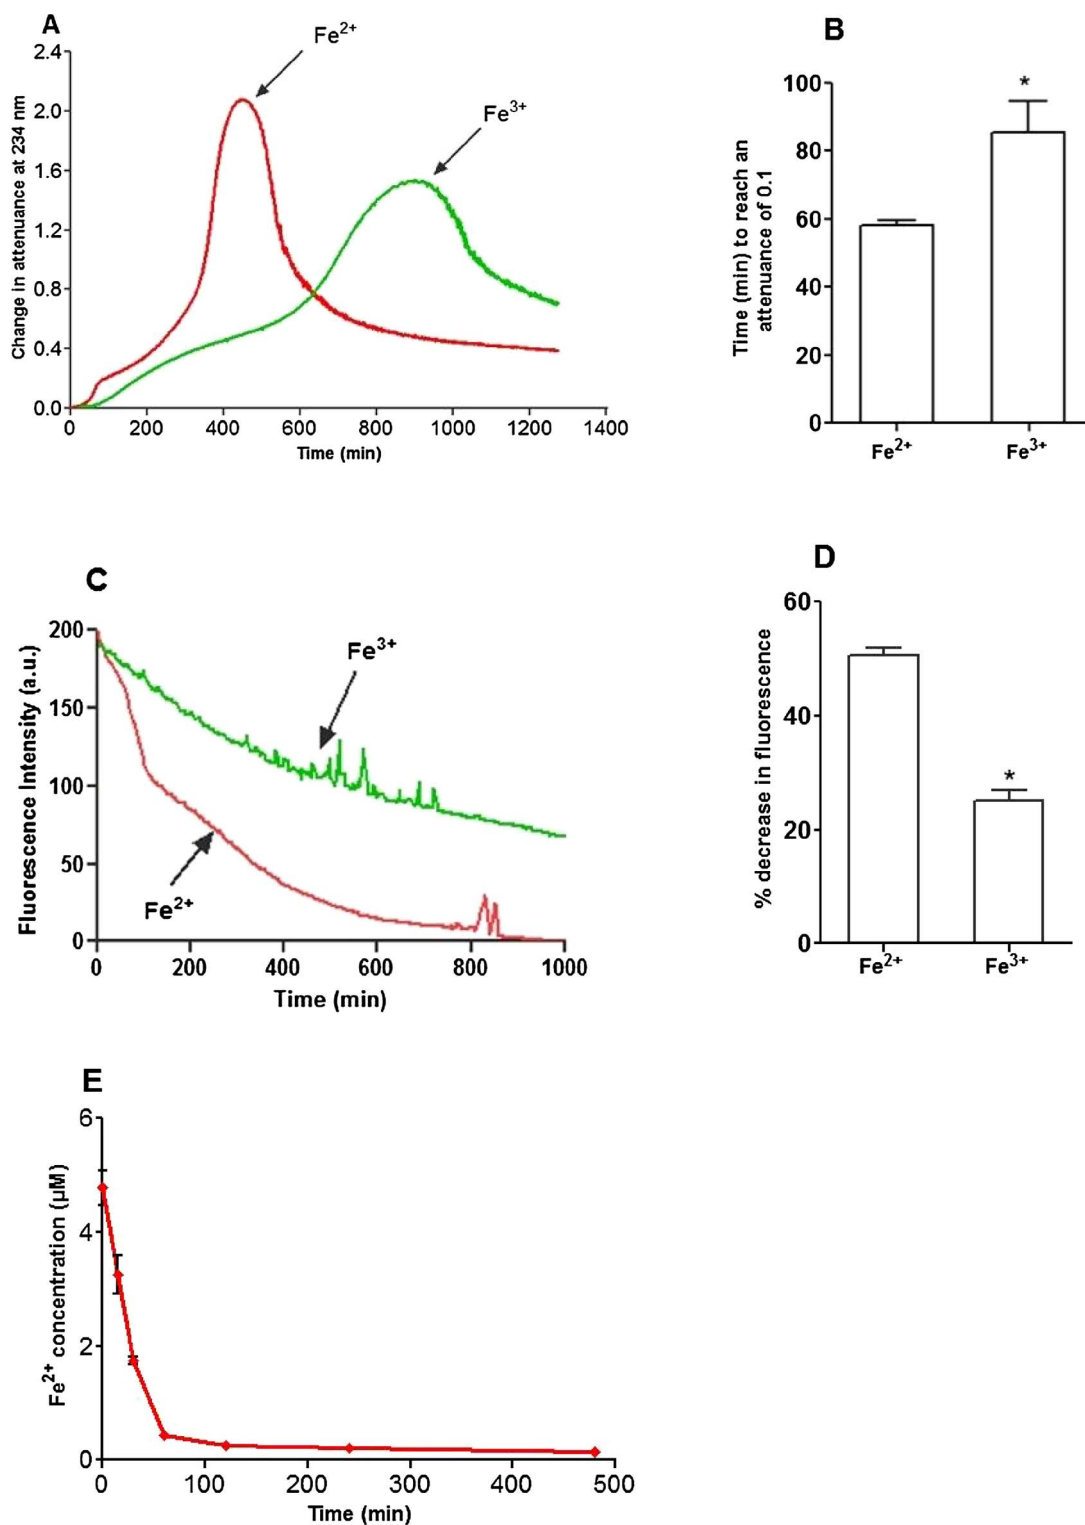 A
Fe2+
Fe3+
Change in attenuance at 234 nm
2.4
2.0
1.6
1.2
0.8
0.4
0.0
0 200 400 600 800 1000 1200 1400
Time (min)
B
*
Time (min) to reach an
attenuance of 0.1
100
80
60
40
20
0
Fe2+ Fe3+
C
Fe3+
Fe2+
Fluorescence Intensity (a.u.)
200
150
100
50
0
0 200 400 600 800 1000
Time (min)
D
*
% decrease in fluorescence
60
40
20
0
Fe2+ Fe3+
E
Fe2+ concentration (µM)
6
4
2
0
0 100 200 300 400 500
Time (min)